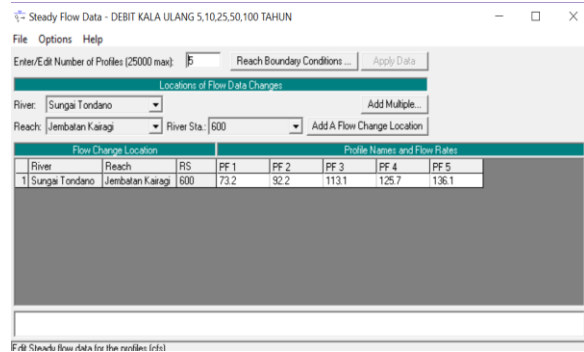 Steady Flow Data - DEBIT KALA ULANG 5,10,25,50,100 TAHUN
File Options Help
Enter/Edit Number of Profiles (25000 max): 5 Reach Boundary Conditions ... Apply Data
Locations of Flow Data Changes
River: Sungai Tondano Add Multiple...
Reach: Jembatan Kairagi River Sta.: 600 Add A Flow Change Location
Flow Change Location Profile Names and Flow Rates
River Reach RS PF 1 PF 2 PF 3 PF 4 PF 5
1 Sungai Tondano Jembatan Kairagi 600 73.2 92.2 113.1 125.7 136.1
Edit Steady flow data for the profiles (cfs)